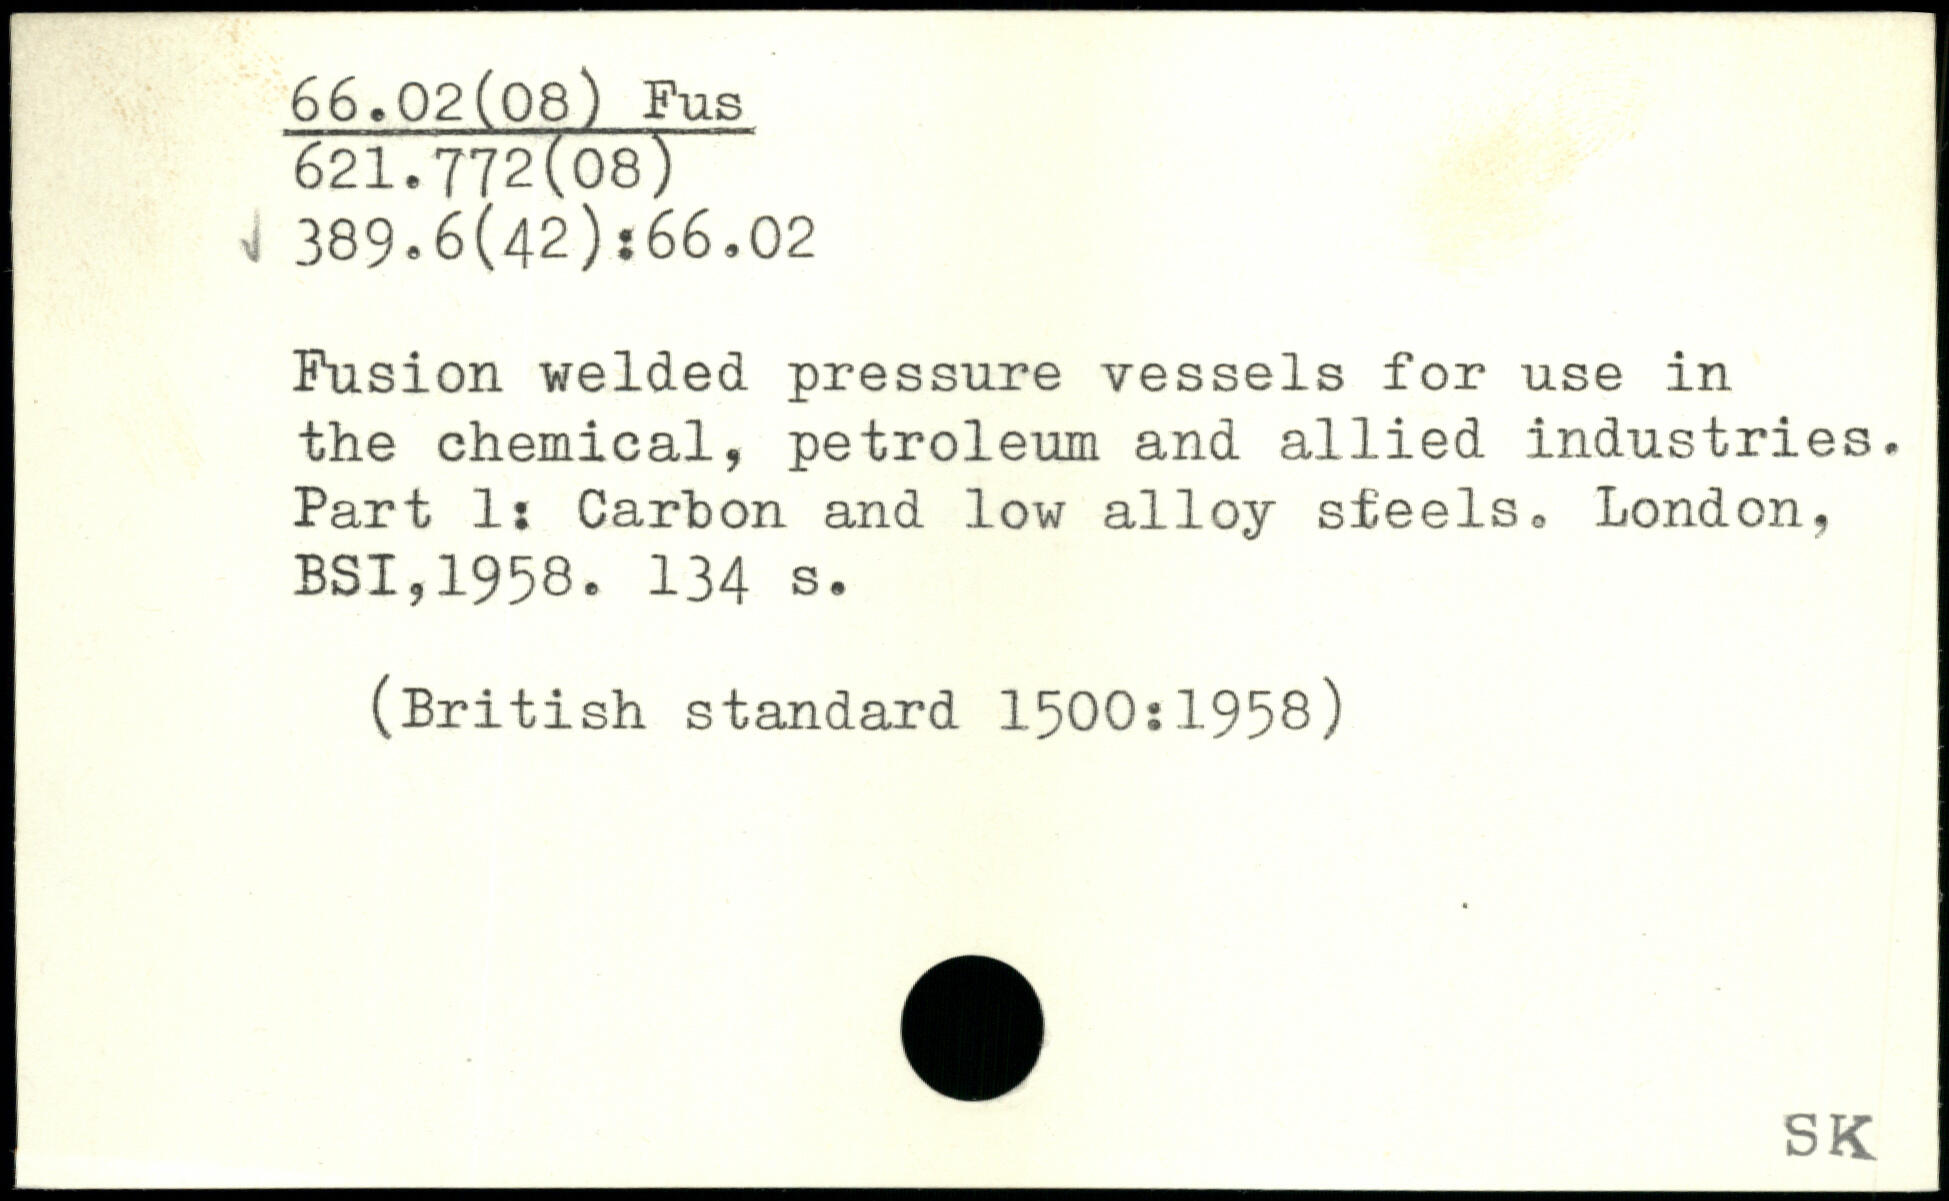 66.02(08) Fus
621.772(08)
√ 389.6(42):66.02
Fusion welded pressure vessels for use in
the chemical, petroleum and allied industries.
Part 1: Carbon and low alloy steels. London,
BSI,1958. 134 s.
(British standard 1500:1958)
SK